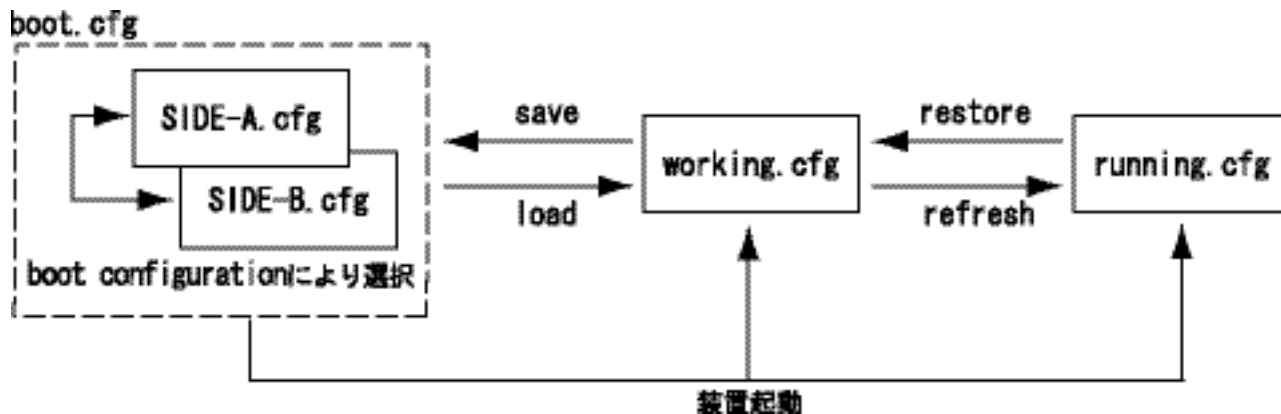 boot.cfg
SIDE-A.cfg
SIDE-B.cfg
boot configurationにより選択
save
load
working.cfg
restore
refresh
running.cfg
装置起動